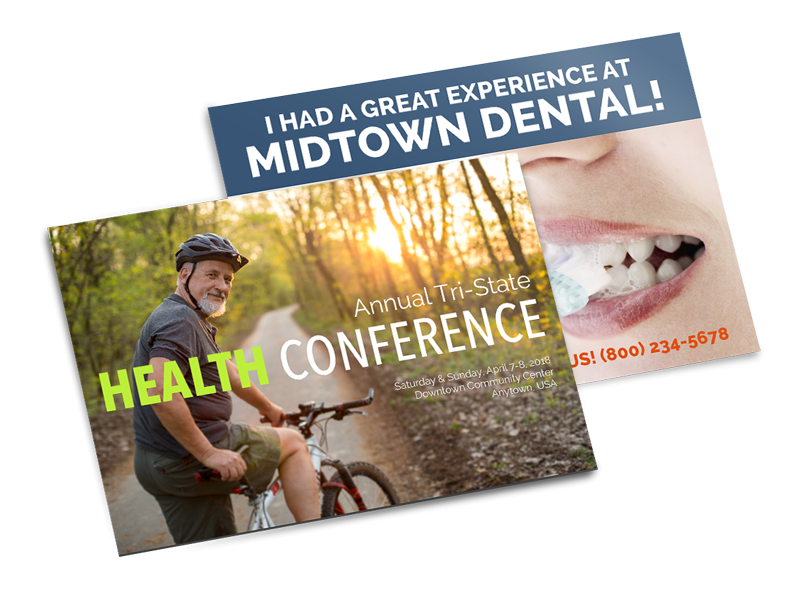 I HAD A GREAT EXPERIENCE AT
MIDTOWN DENTAL!
US! (800) 234-5678
Annual Tri-State
HEALTH CONFERENCE
Saturday & Sunday, April 7-8, 2018
Downtown Community Center
Anytown, USA